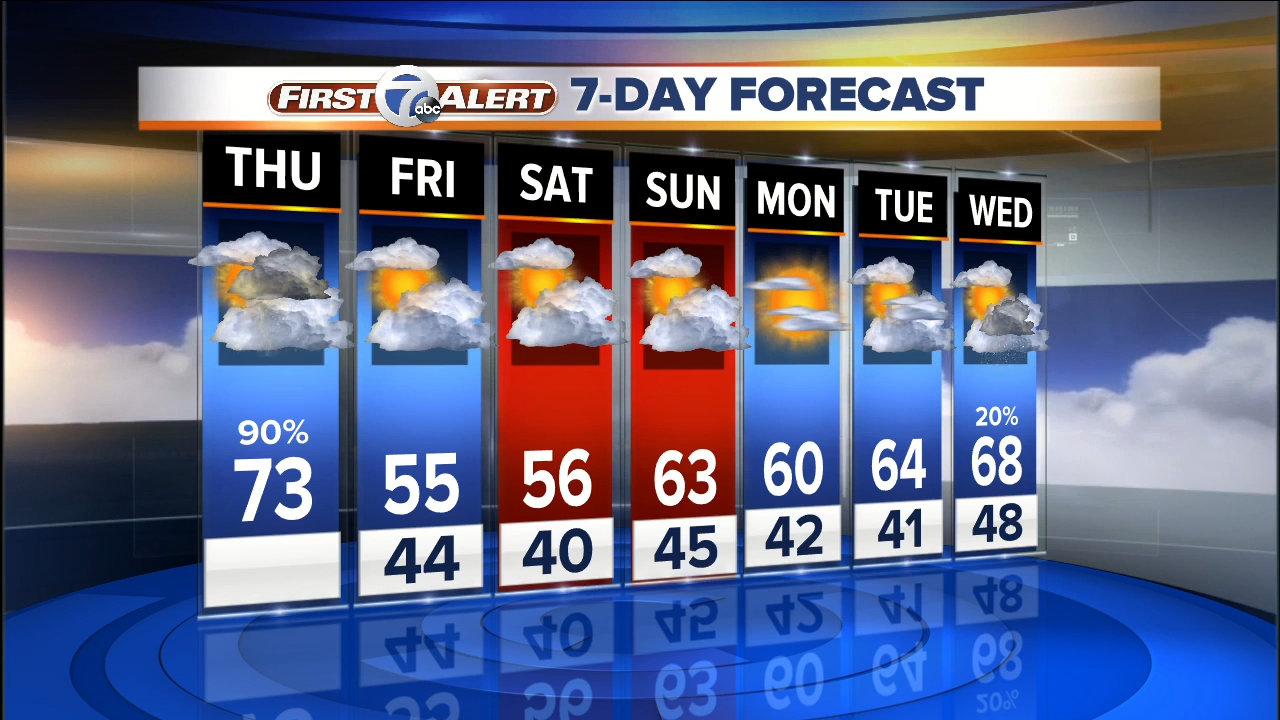 FIRST 7 abc ALERT 7-DAY FORECAST
THU FRI SAT SUN MON TUE WED
90% 20%
73 55 56 63 60 64 68
44 40 45 42 41 48